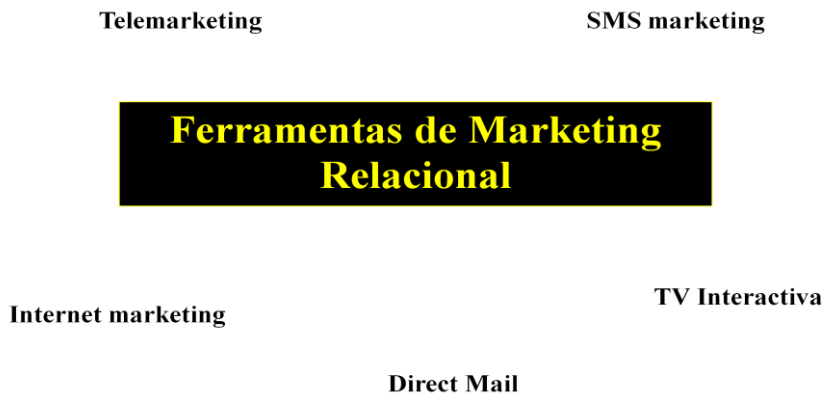 Telemarketing
SMS marketing
Ferramentas de Marketing
Relacional
TV Interactiva
Internet marketing
Direct Mail